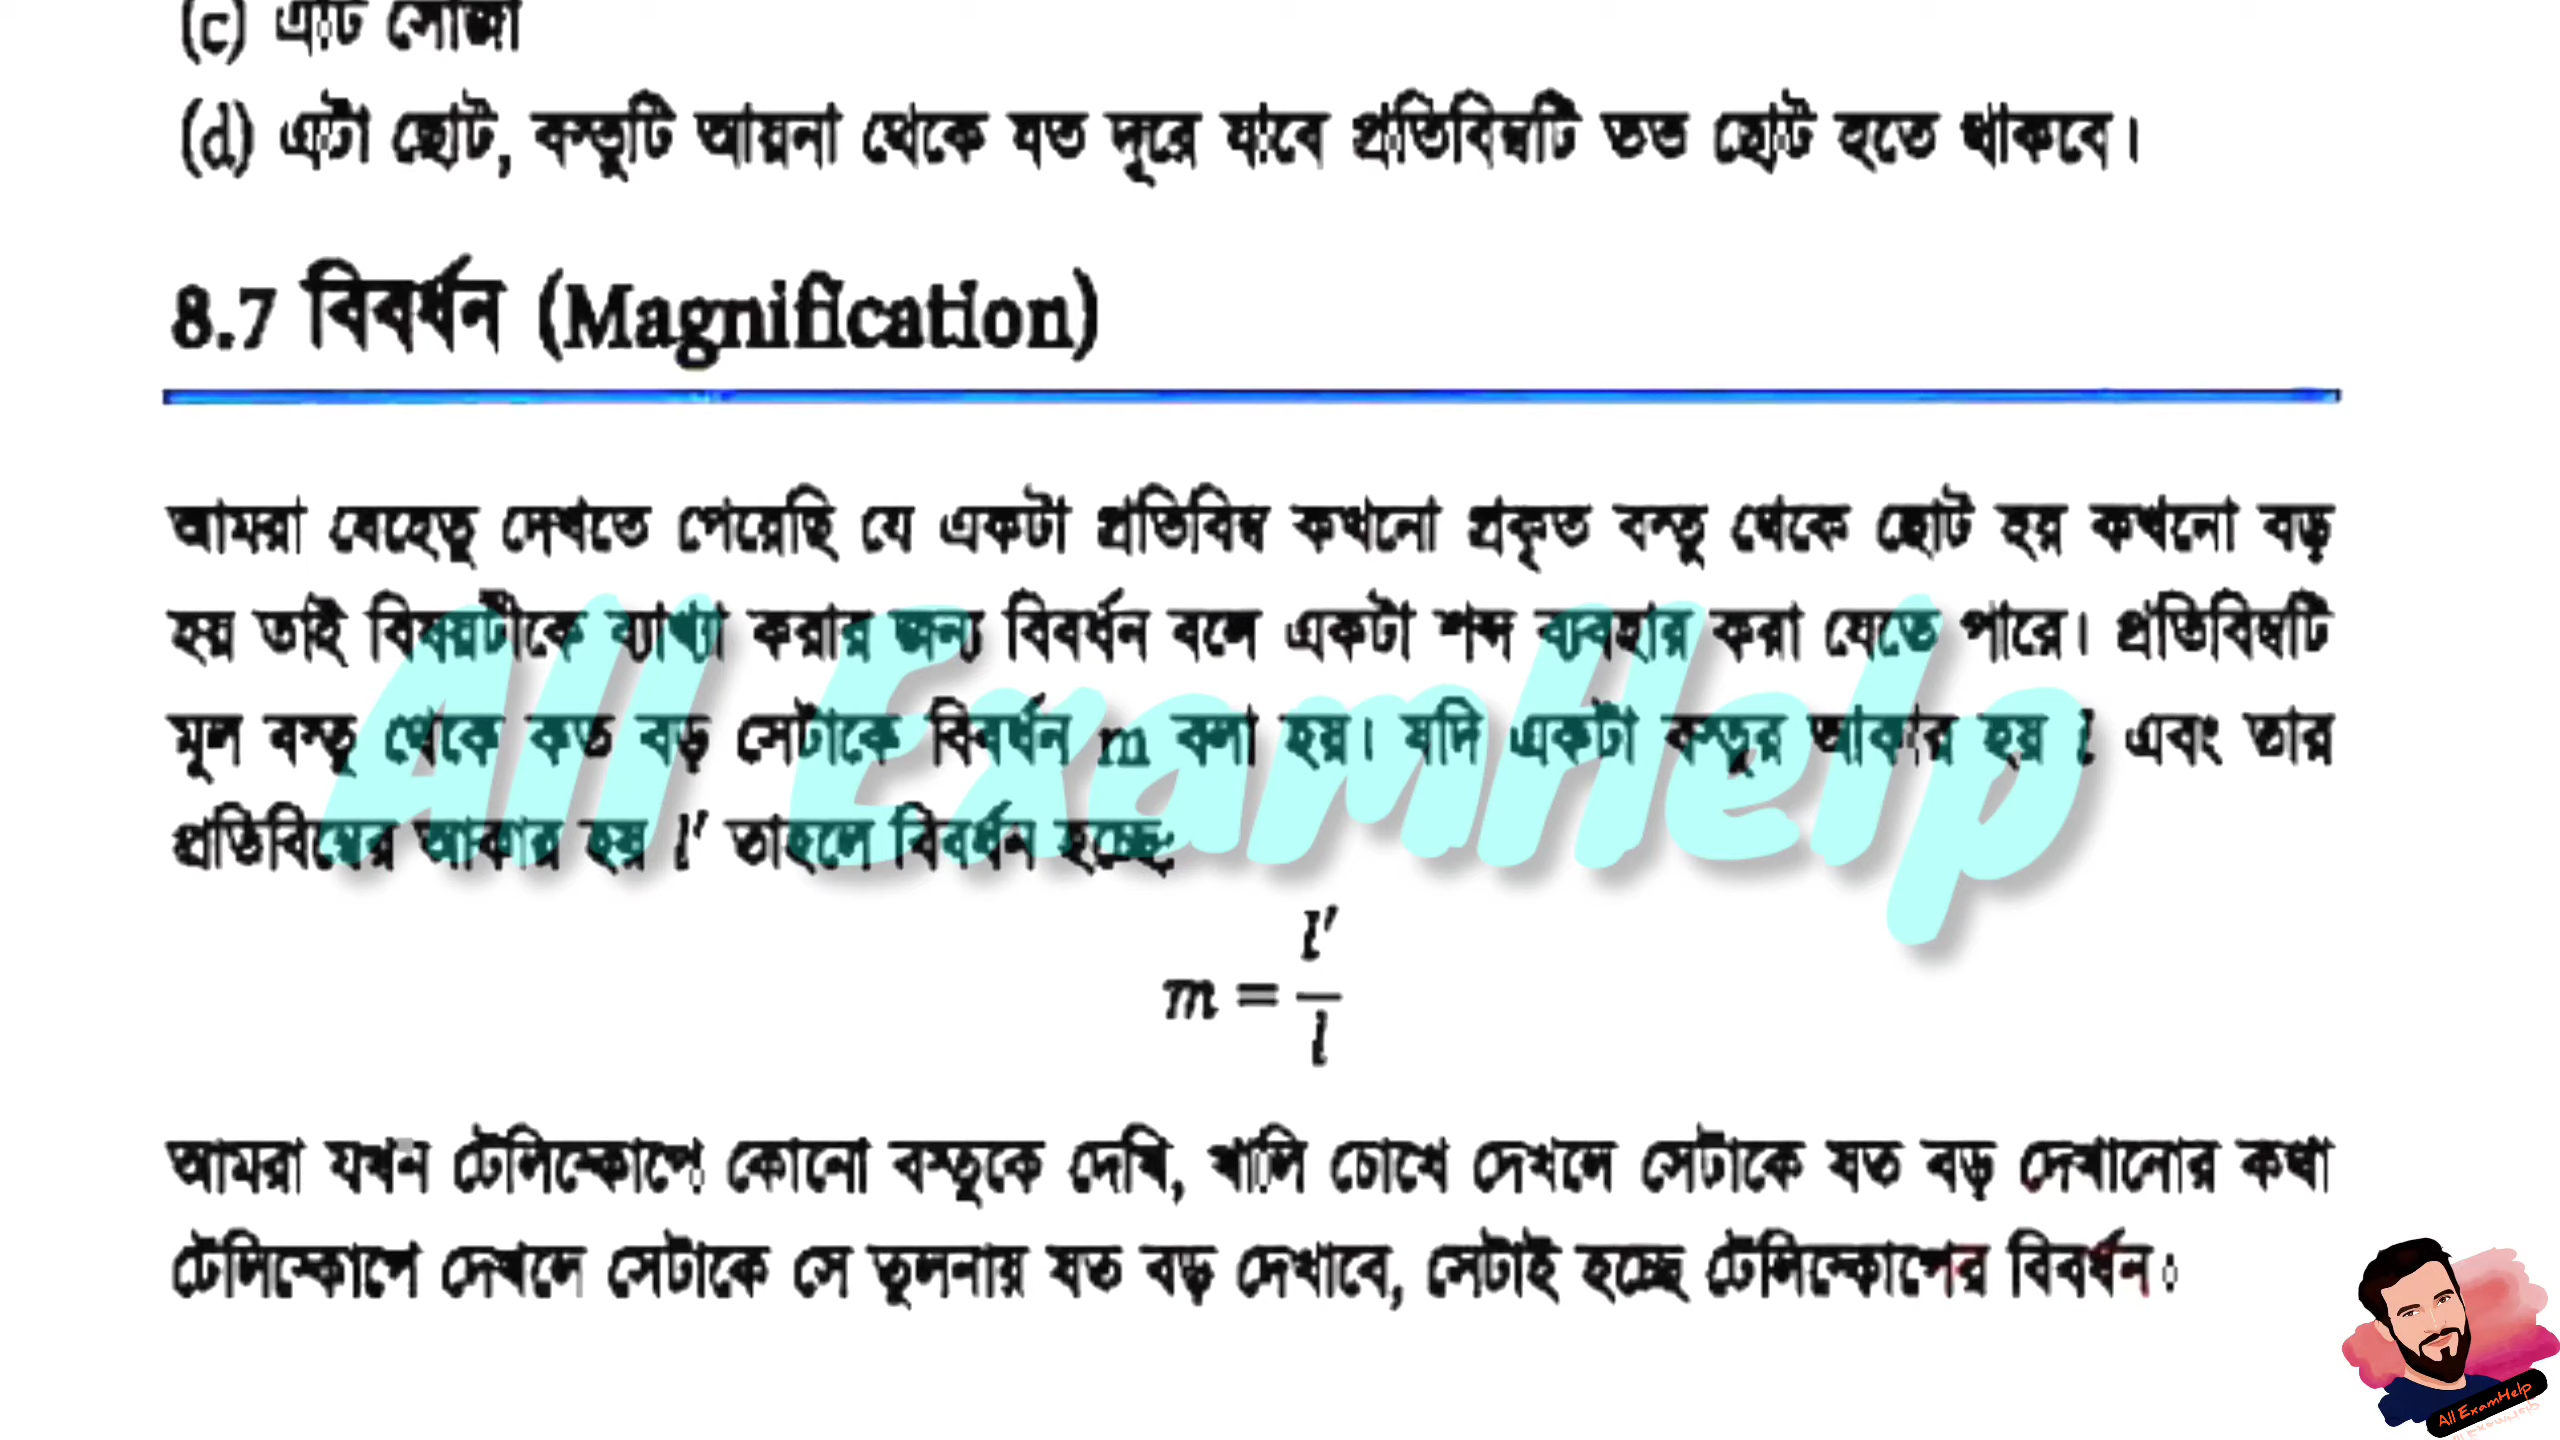 (c) এটি সোজা
(d) এটা ছোট, বস্তুটি আয়না থেকে যত দূরে যাবে প্রতিবিম্বটি তত ছোট হতে থাকবে।
8.7 বিবর্ধন (Magnification)
আমরা যেহেতু দেখতে পেয়েছি যে একটা প্রতিবিম্ব কখনো প্রকৃত বস্তু থেকে ছোট হয় কখনো বড়
হয় তাই বিষয়টাকে ব্যাখ্যা করার জন্য বিবর্ধন বলে একটা শব্দ ব্যবহার করা যেতে পারে। প্রতিবিম্বটি
মূল বস্তু থেকে কত বড় সেটাকে বিবর্ধন m বলা হয়। যদি একটা বস্তুর আকার হয় l এবং তার
প্রতিবিম্বের আকার হয় l′ তাহলে বিবর্ধন হচ্ছে:
All ExamHelp
m = l′/l
আমরা যখন টেলিস্কোপে কোনো বস্তুকে দেখি, খালি চোখে দেখলে সেটাকে যত বড় দেখানোর কথা
টেলিস্কোপে দেখলে সেটাকে সে তুলনায় যত বড় দেখাবে, সেটাই হচ্ছে টেলিস্কোপের বিবর্ধন।
All ExamHelp